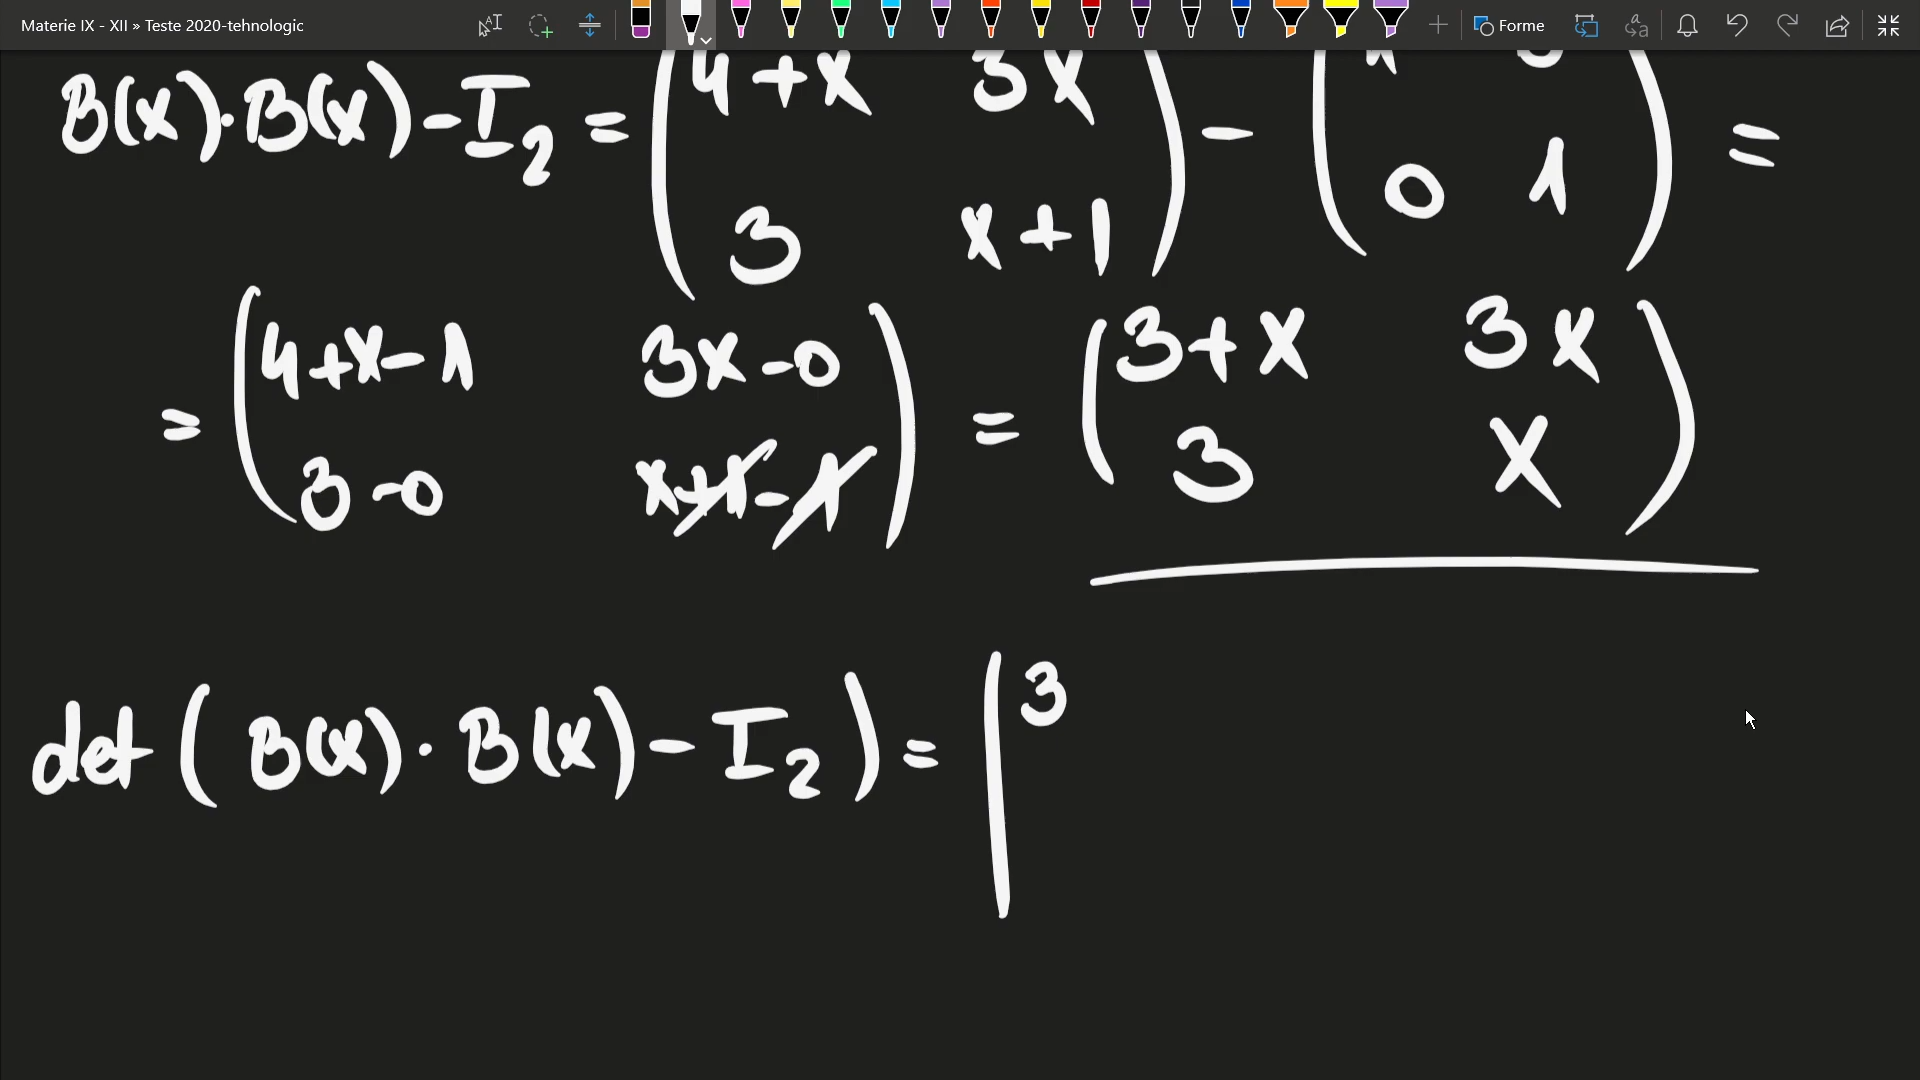 Materie IX - XII » Teste 2020-tehnologic
Forme
B(x)·B(x)-I₂ = (4+x 3x
3 x+1) - (
0 1) =
= (4+x-1 3x-0
3-0 x+1-1) = (3+x 3x
3 x)
det (B(x)·B(x)-I₂) = |3